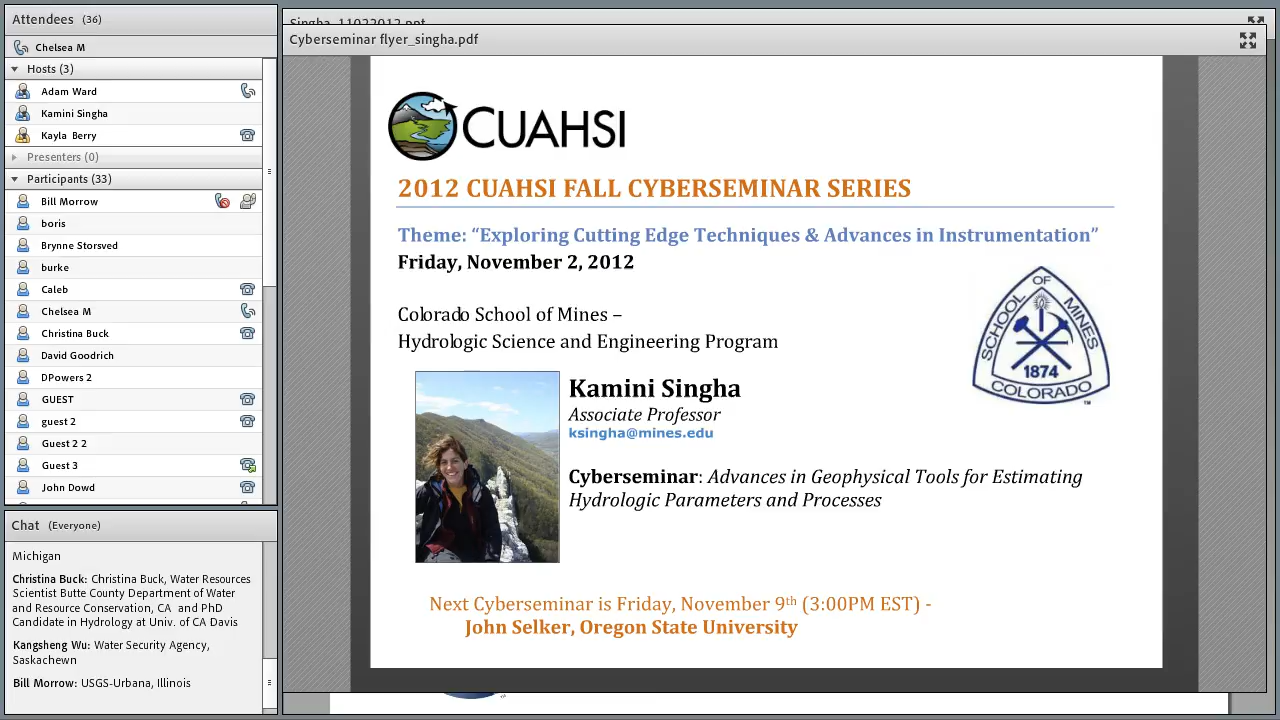 Attendees (36)
Chelsea M
Hosts (3)
Adam Ward
Kamini Singha
Kayla Berry
Presenters (0)
Participants (33)
Bill Morrow
boris
Brynne Storsved
burke
Caleb
Chelsea M
Christina Buck
David Goodrich
DPowers 2
GUEST
guest 2
Guest 2 2
Guest 3
John Dowd
Chat (Everyone)
Michigan
Christina Buck: Christina Buck, Water Resources
Scientist Butte County Department of Water
and Resource Conservation, CA and PhD
Candidate in Hydrology at Univ. of CA Davis
Kangsheng Wu: Water Security Agency,
Saskachewn
Bill Morrow: USGS-Urbana, Illinois
Singha_11022012.ppt
Cyberseminar flyer_singha.pdf
CUAHSI
2012 CUAHSI FALL CYBERSEMINAR SERIES
Theme: “Exploring Cutting Edge Techniques & Advances in Instrumentation”
Friday, November 2, 2012
Colorado School of Mines –
Hydrologic Science and Engineering Program
SCHOOL OF MINES
1874
COLORADO
TM
Kamini Singha
Associate Professor
ksingha@mines.edu
Cyberseminar: Advances in Geophysical Tools for Estimating
Hydrologic Parameters and Processes
Next Cyberseminar is Friday, November 9th (3:00PM EST) -
John Selker, Oregon State University